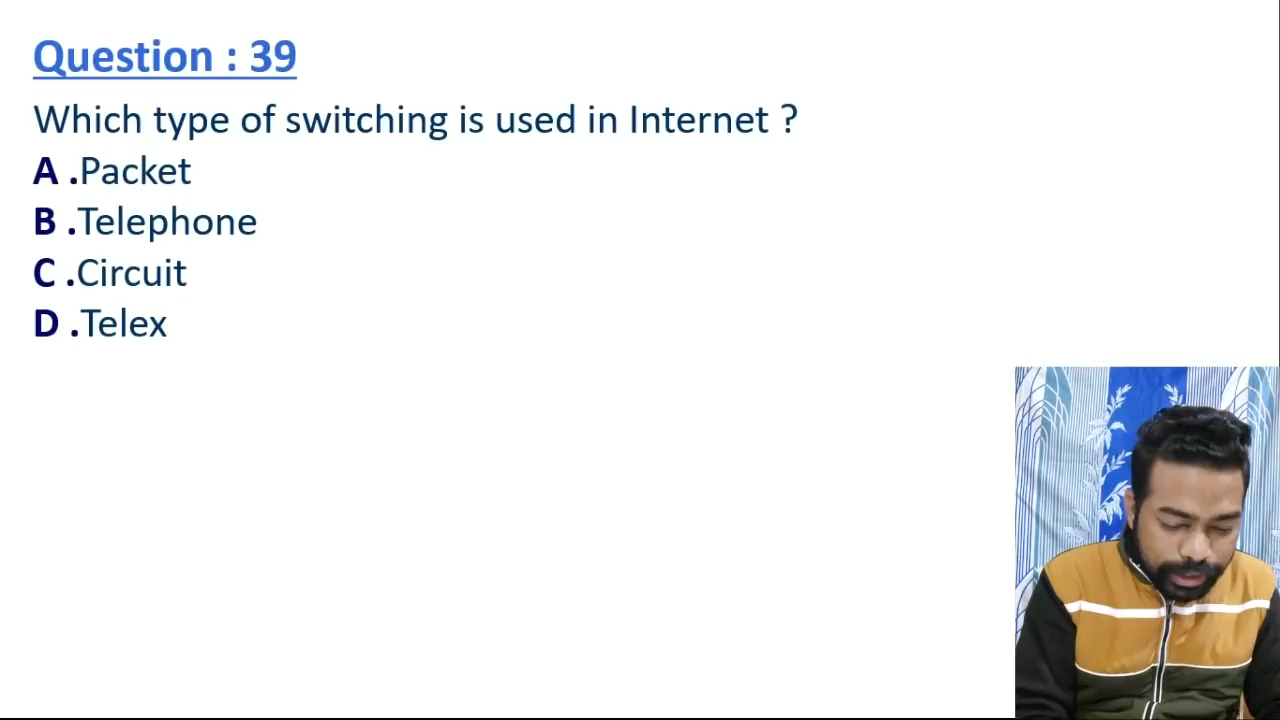 Question : 39
Which type of switching is used in Internet ?
A .Packet
B .Telephone
C .Circuit
D .Telex